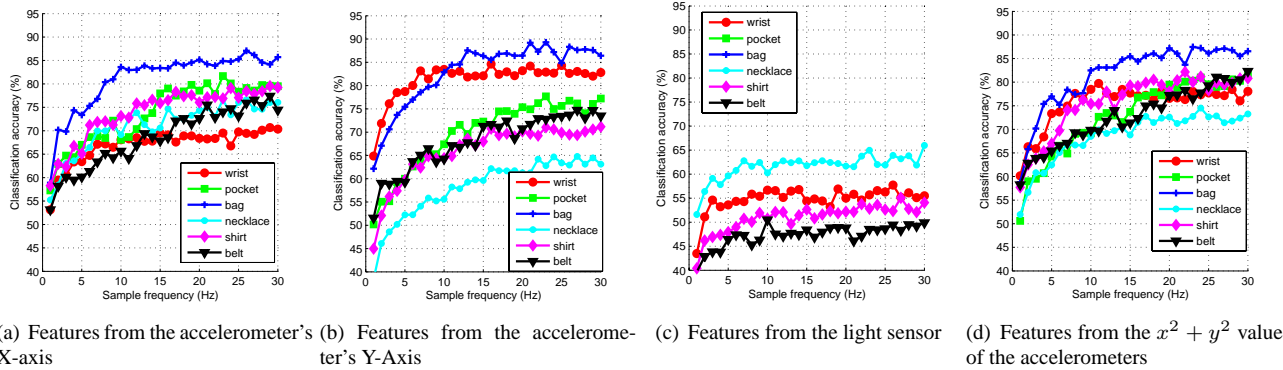 95
90
85
80
75
70
65
60
55
50
45
40
0 5 10 15 20 25 30
Sample frequency (Hz)
Classification accuracy (%)
wrist
pocket
bag
necklace
shirt
belt
95
90
85
80
75
70
65
60
55
50
45
40
0 5 10 15 20 25 30
Sample frequency (Hz)
Classification accuracy (%)
wrist
pocket
bag
necklace
shirt
belt
95
90
85
80
75
70
65
60
55
50
45
40
0 5 10 15 20 25 30
Sample frequency (Hz)
Classification accuracy (%)
wrist
pocket
bag
necklace
shirt
belt
95
90
85
80
75
70
65
60
55
50
45
40
0 5 10 15 20 25 30
Sample frequency (Hz)
Classification accuracy (%)
wrist
pocket
bag
necklace
shirt
belt
(a) Features from the accelerometer's
X-axis
(b) Features from the accelerome-
ter's Y-Axis
(c) Features from the light sensor
(d) Features from the x² + y² value
of the accelerometers